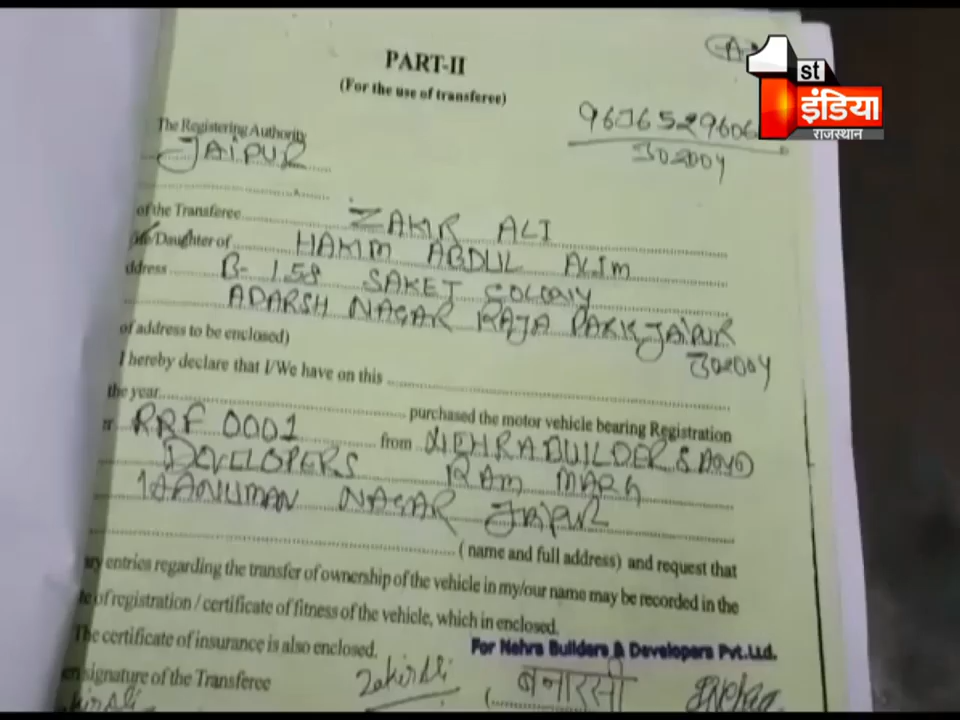 PART-II
(For the use of transferee)
1st
इंडिया
राजस्थान
302004
The Registering Authority
JAIPUR
of the Transferee ZAKIR ALI
/Daughter of HAKIM ABDUL ALIM
ddress B-158 SAKET COLONY
ADARSH NAGAR RAJA PARK JAIPUR
302004
of address to be enclosed)
I hereby declare that I/We have on this
the year purchased the motor vehicle bearing Registration
RRF 0001 from NEHRA BUILDER &
DEVELOPERS RAM MARG
HANUMAN NAGAR JAIPUR
( name and full address) and request that
ry entries regarding the transfer of ownership of the vehicle in my/our name may be recorded in the
te of registration / certificate of fitness of the vehicle, which in enclosed.
The certificate of insurance is also enclosed.
For Nehra Builders & Developers Pvt.Ltd.
en signature of the Transferee Zakir Ali
बनारसी